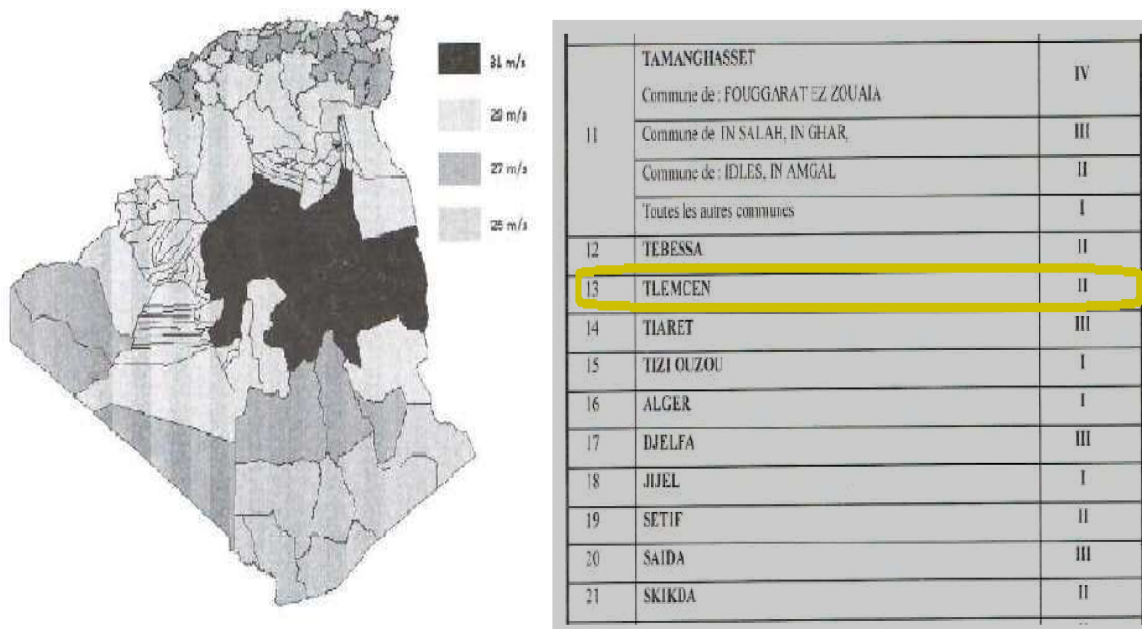 31 m/s
29 m/s
27 m/s
25 m/s
TAMANGHASSET
Commune de : FOUGGARAT EZ ZOUAIA
IV
11
Commune de IN SALAH, IN GHAR,
III
Commune de : IDLES, IN AMGAL
II
Toutes les autres communes
I
12 TEBESSA II
13 TLEMCEN II
14 TIARET III
15 TIZI OUZOU I
16 ALGER I
17 DJELFA III
18 JIJEL I
19 SETIF II
20 SAIDA III
21 SKIKDA II